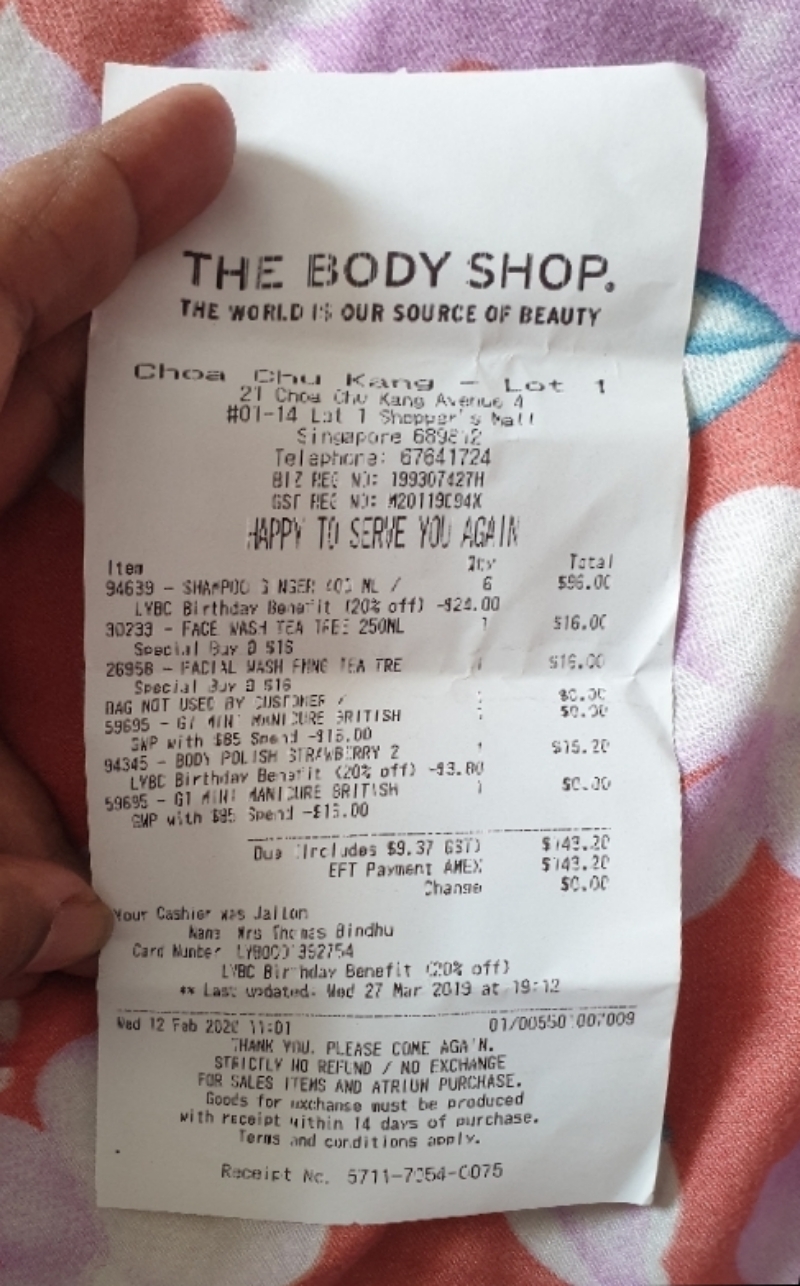 THE BODY SHOP.
THE WORLD IS OUR SOURCE OF BEAUTY
Choa Chu Kang - Lot 1
21 Choa Chu Kang Avenue 4
#01-14 Lot 1 Shopper's Mall
Singapore 689812
Telephone: 67641724
BIZ REG NO: 199307427H
GST REG NO:
HAPPY TO SERVE YOU AGAIN
Item Qty Total
94639 - SHAMPOO GINGER 400 ML / 6 $96.00
LYBC Birthday Benefit (20% off) -$24.00
30233 - FACE WASH TEA TREE 250ML 1 $16.00
Special Buy @ $16
26958 - FACIAL WASH FMNG TEA TRE 1 $16.00
Special Buy @ $16
BAG NOT USED BY CUSTOMER / $0.00
59695 - GT MINI MANICURE BRITISH $0.00
GWP with $85 Spend -$15.00
94345 - BODY POLISH STRAWBERRY 2 1 $15.20
LYBC Birthday Benefit (20% off) -$3.80
59695 - GT MINI MANICURE BRITISH 1 $0.00
GWP with $85 Spend -$15.00
Due (Includes $9.37 GST) $143.20
EFT Payment AMEX $143.20
Change $0.00
Your Cashier was Jailon
Name Mrs Thomas Bindhu
Card Number
LYBC Birthday Benefit (20% off)
** Last updated. Wed 27 Mar 2019 at 19:12
Wed 12 Feb 2020 11:01 01/00550 007009
THANK YOU. PLEASE COME AGAIN.
STRICTLY NO REFUND / NO EXCHANGE
FOR SALES ITEMS AND ATRIUM PURCHASE.
Goods for exchange must be produced
with receipt within 14 days of purchase.
Terms and conditions apply.
Receipt No. 5711-7054-0075